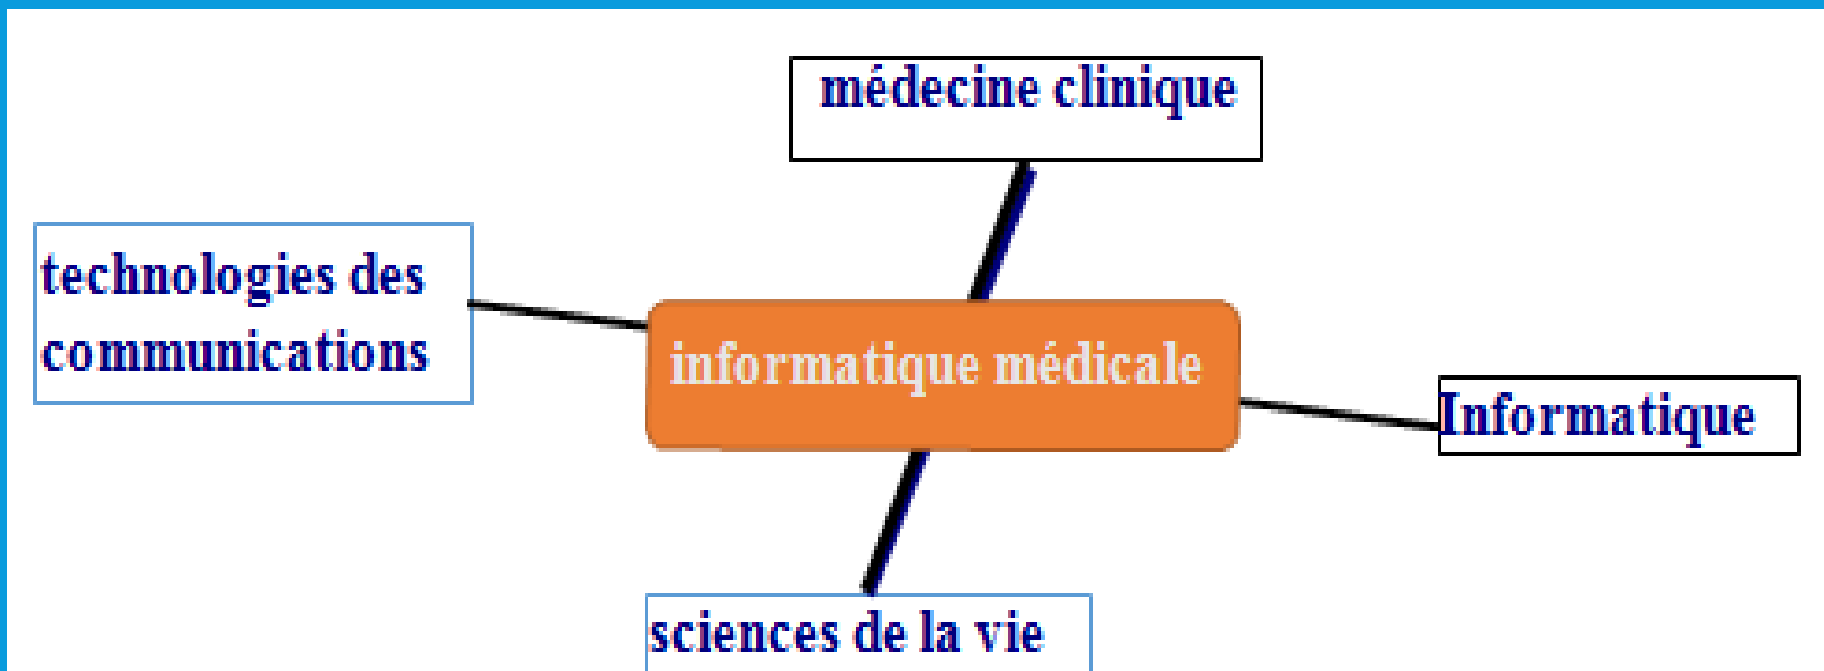 médecine clinique
technologies des
communications
informatique médicale
Informatique
sciences de la vie